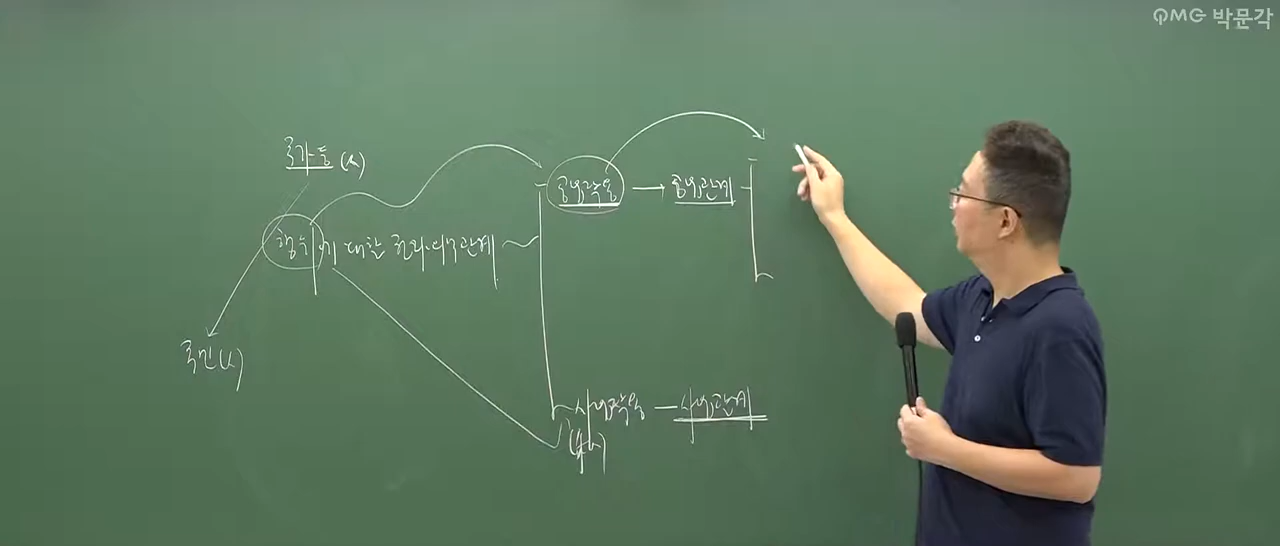 PMG 박문각
국가등 (人)
공법작용 → 공법관계
행정 에 대한 권리·의무관계
국민 (人)
사법작용 — 사법관계